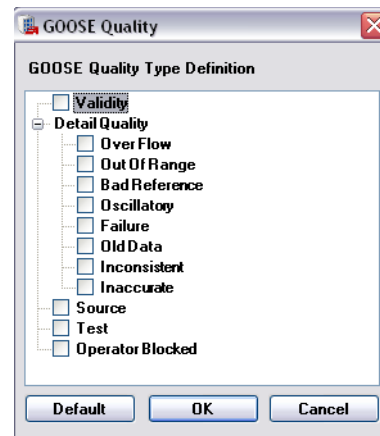 GOOSE Quality
GOOSE Quality Type Definition
Validity
Detail Quality
Over Flow
Out Of Range
Bad Reference
Oscillatory
Failure
Old Data
Inconsistent
Inaccurate
Source
Test
Operator Blocked
Default OK Cancel